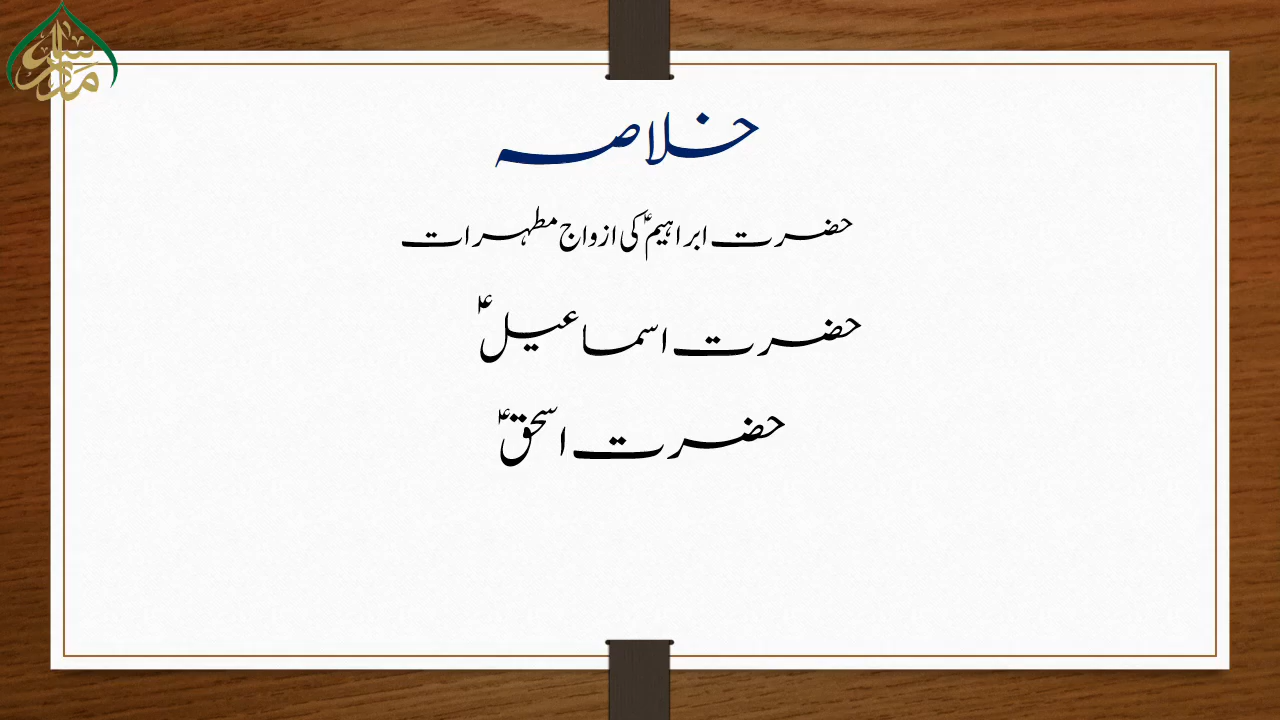 خلاصہ
حضرت ابراہیمؑ کی ازواج مطہرات
حضرت اسماعیلؑ
حضرت اسحٰقؑ